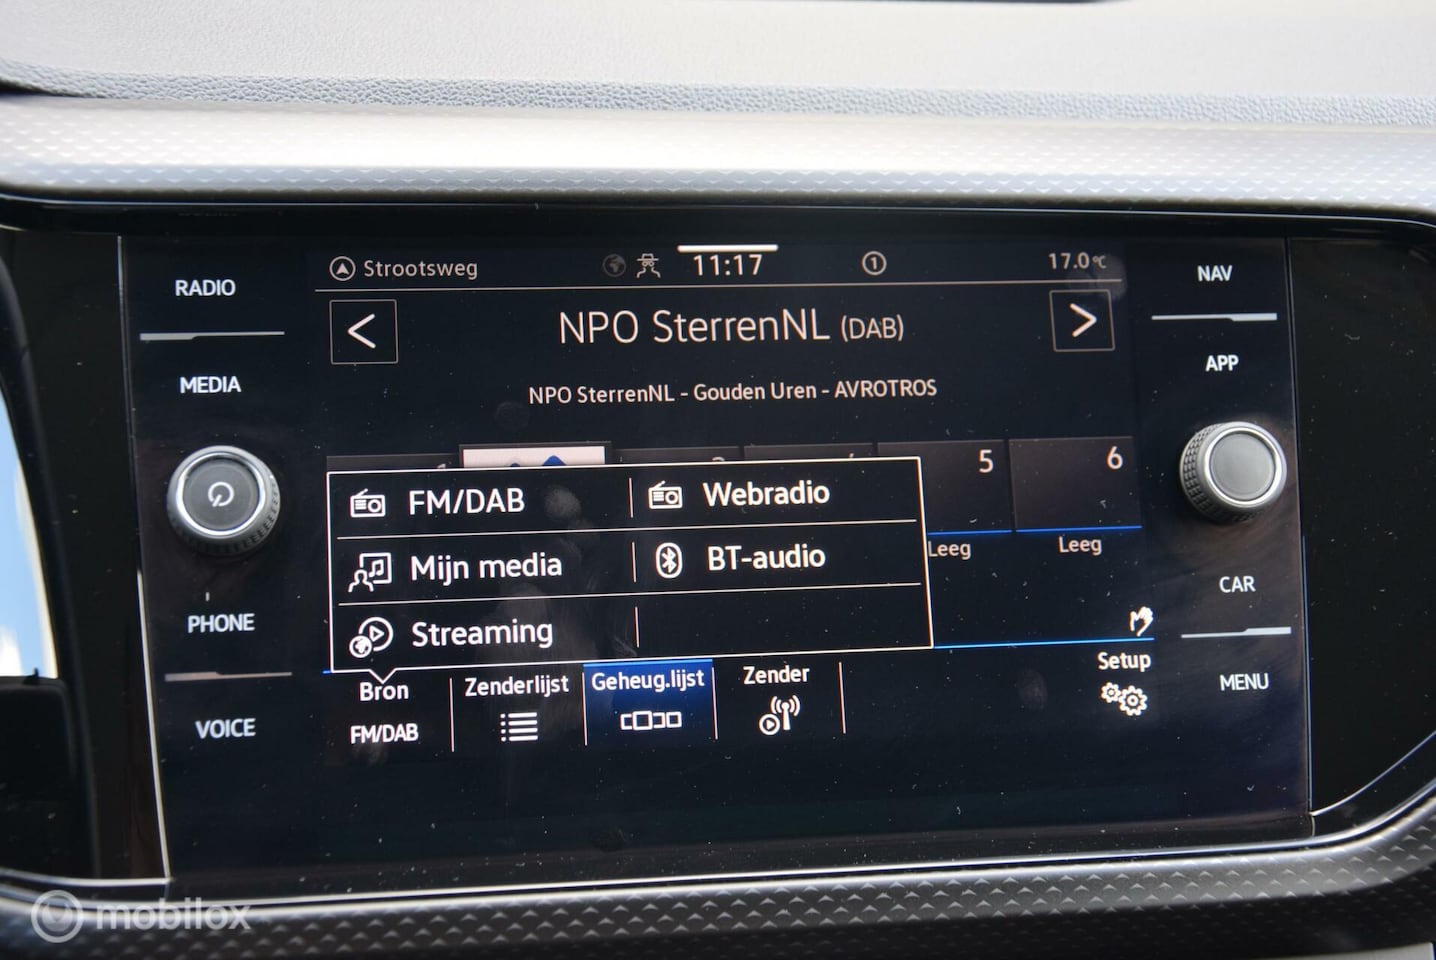 RADIO
MEDIA
PHONE
VOICE
Strootsweg
11:17
1
17.0°C
NPO SterrenNL (DAB)
NPO SterrenNL - Gouden Uren - AVROTROS
5
6
FM/DAB
Webradio
Mijn media
BT-audio
Streaming
Leeg
Leeg
Bron
FM/DAB
Zenderlijst
Geheug.lijst
Zender
Setup
NAV
APP
CAR
MENU
mobilox